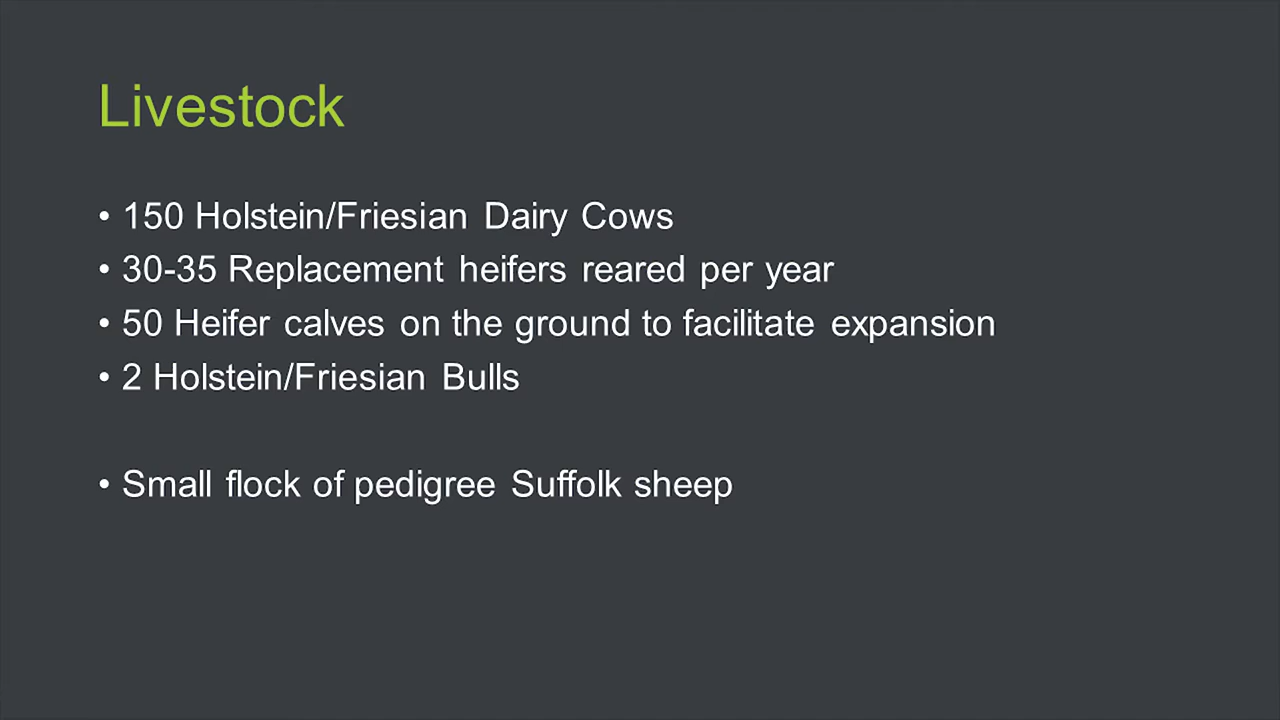 Livestock
• 150 Holstein/Friesian Dairy Cows
• 30-35 Replacement heifers reared per year
• 50 Heifer calves on the ground to facilitate expansion
• 2 Holstein/Friesian Bulls
• Small flock of pedigree Suffolk sheep